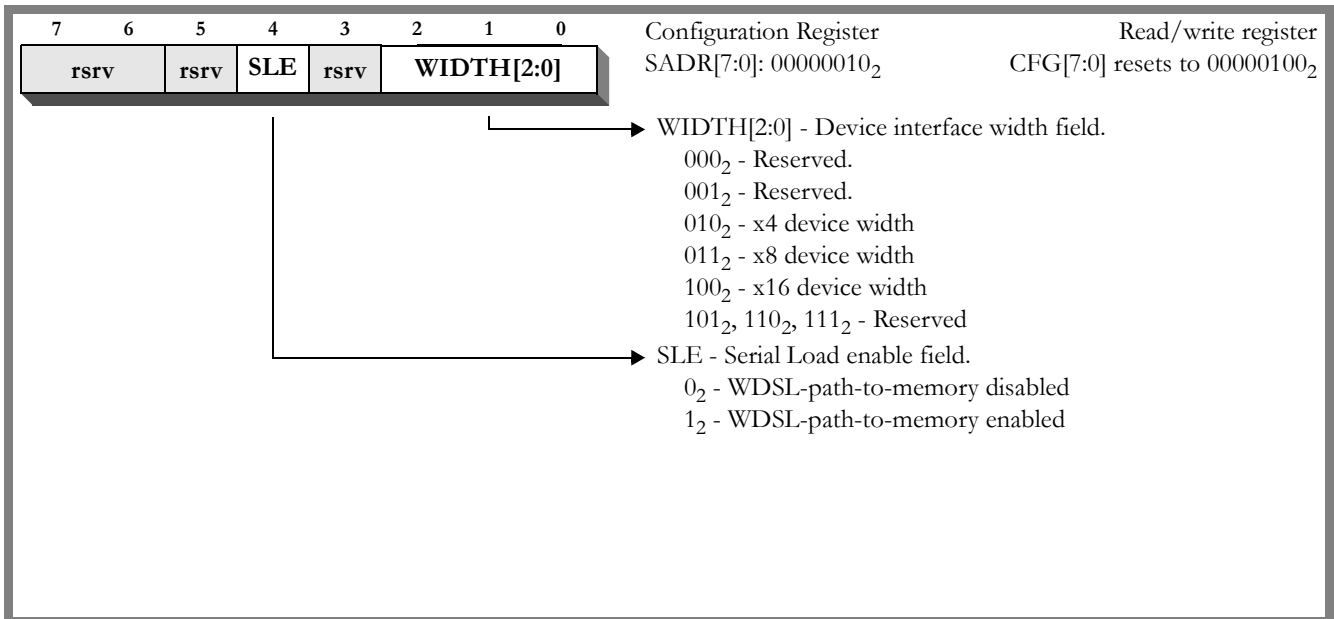 7 6 5 4 3 2 1 0
rsrv rsrv SLE rsrv WIDTH[2:0]
Configuration Register Read/write register
SADR[7:0]: 00000010₂ CFG[7:0] resets to 00000100₂
WIDTH[2:0] - Device interface width field.
000₂ - Reserved.
001₂ - Reserved.
010₂ - x4 device width
011₂ - x8 device width
100₂ - x16 device width
101₂, 110₂, 111₂ - Reserved
SLE - Serial Load enable field.
0₂ - WDSL-path-to-memory disabled
1₂ - WDSL-path-to-memory enabled